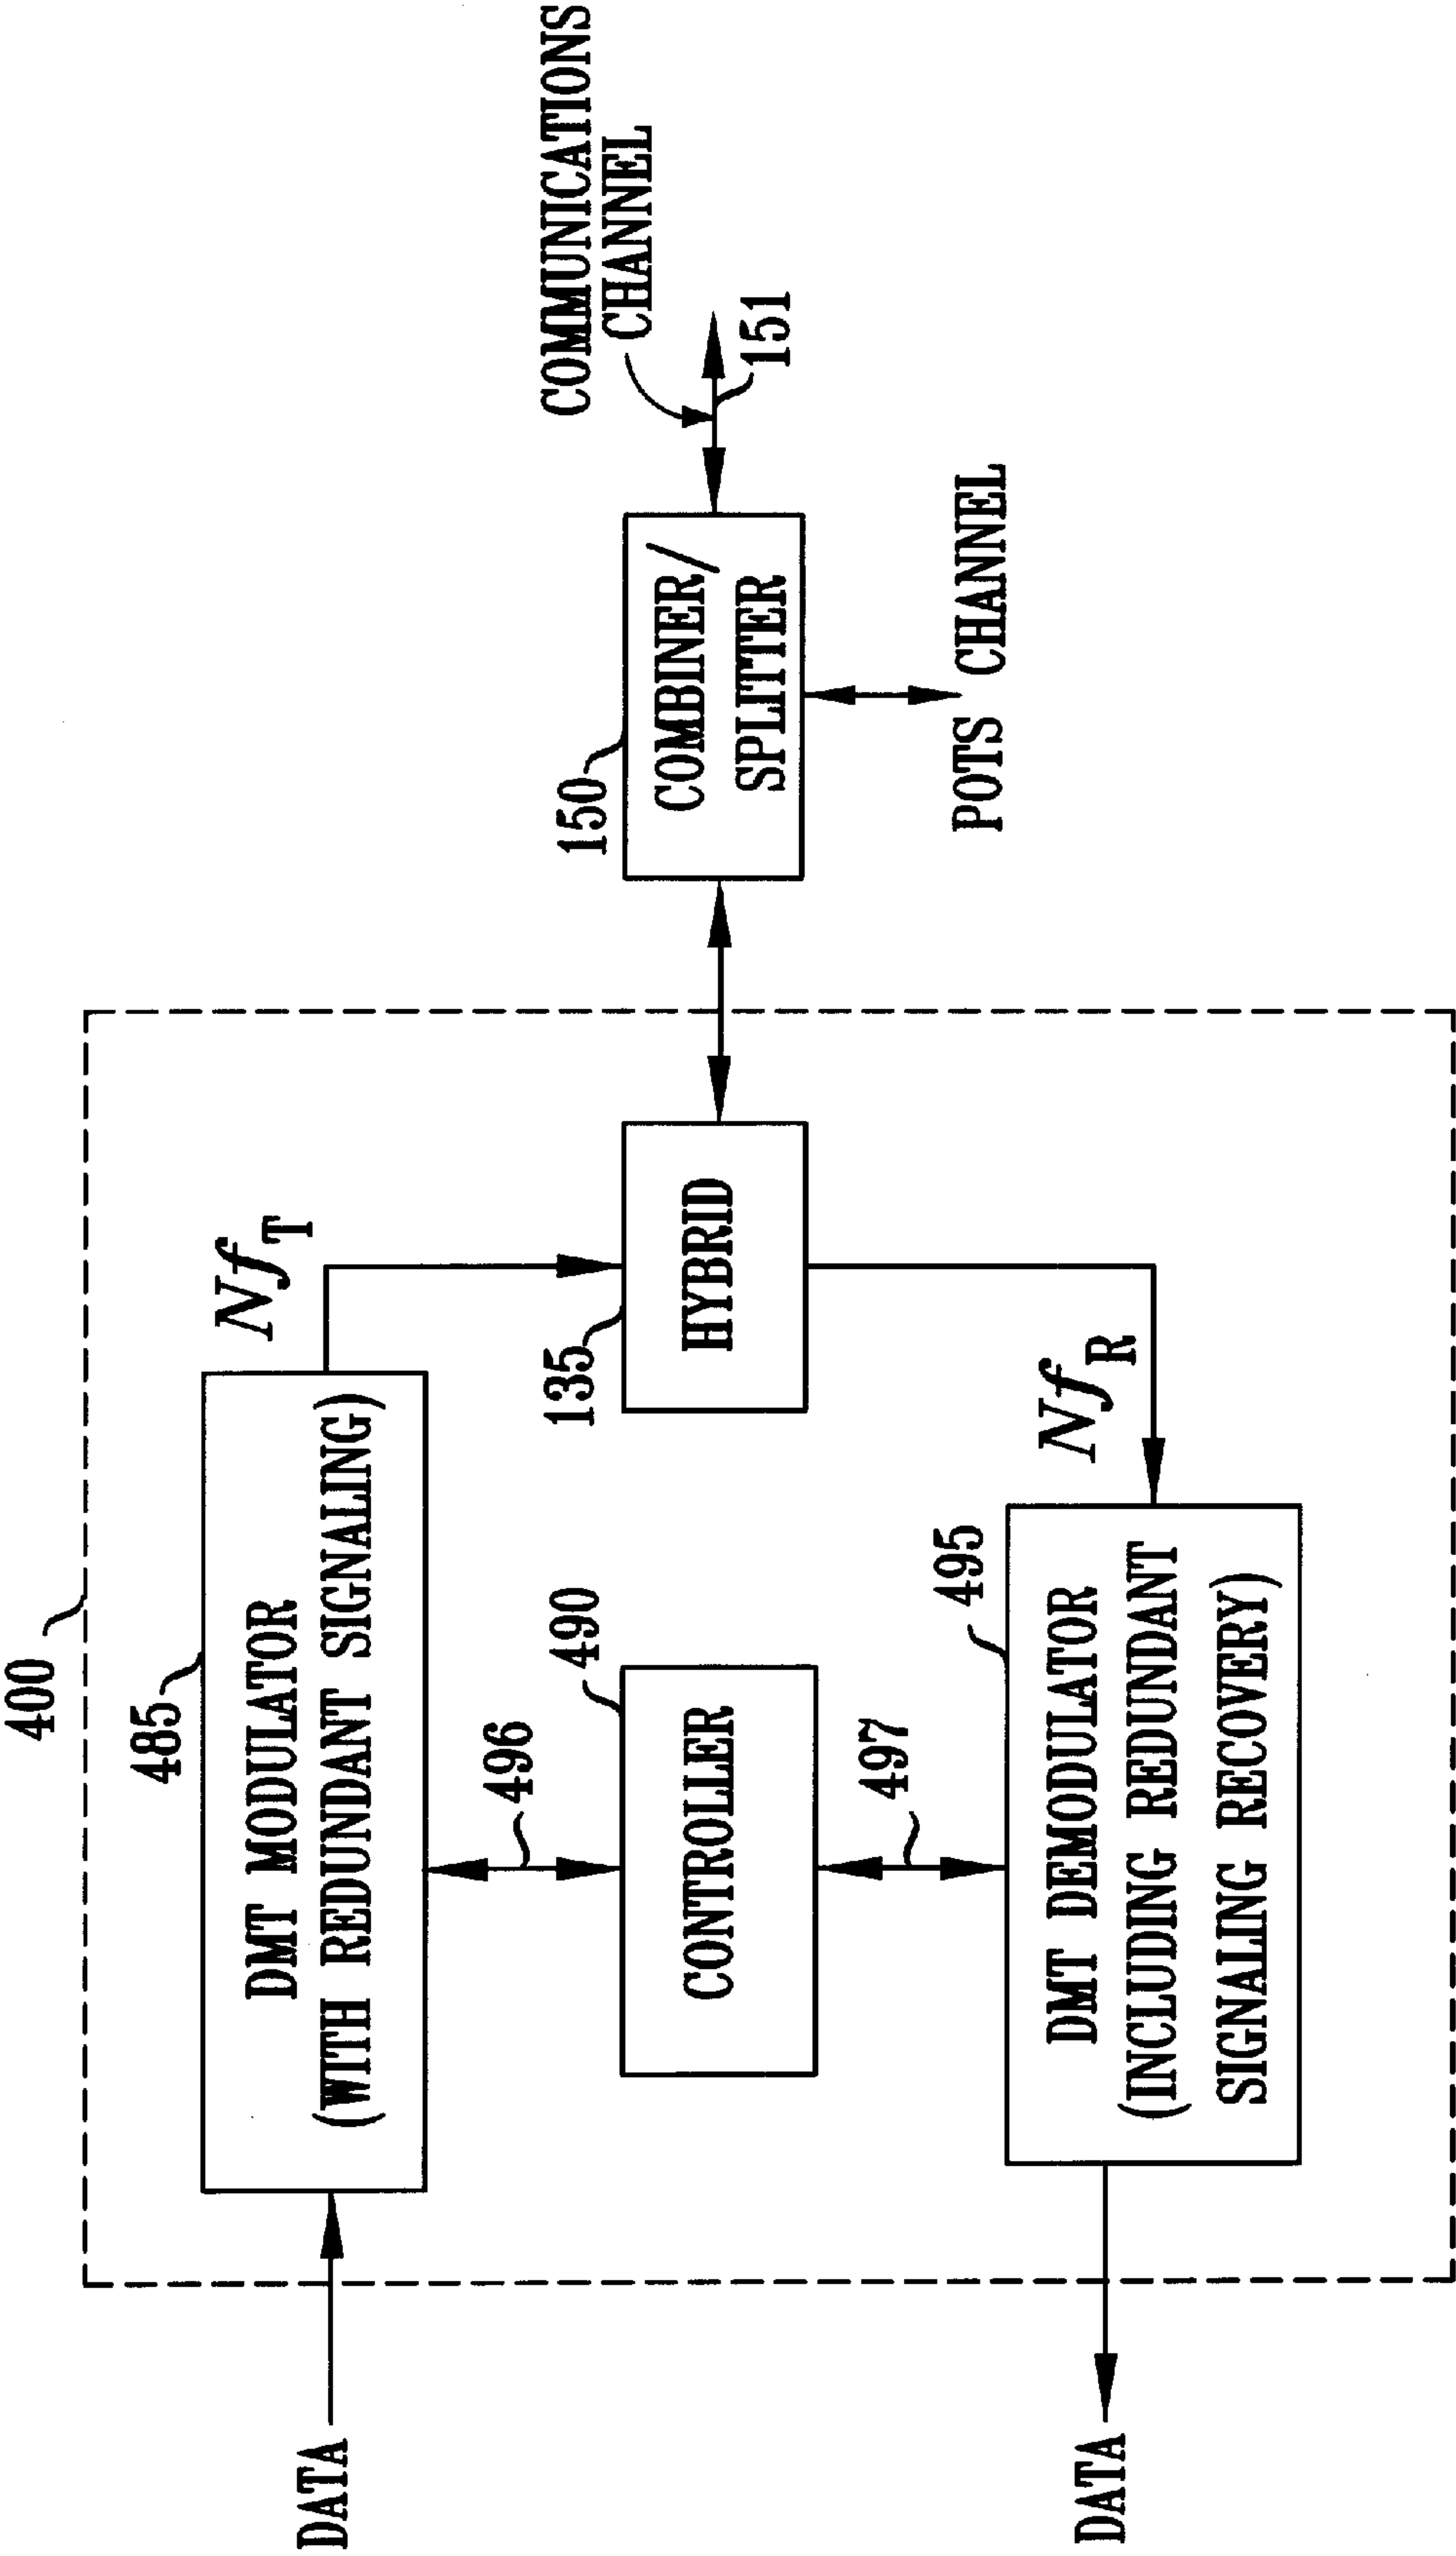 400
485
DMT MODULATOR
(WITH REDUNDANT SIGNALING)
Nf_T
DATA
496
490
CONTROLLER
135
HYBRID
150
COMBINER/
SPLITTER
COMMUNICATIONS
CHANNEL
151
POTS CHANNEL
497
Nf_R
495
DMT DEMODULATOR
(INCLUDING REDUNDANT
SIGNALING RECOVERY)
DATA